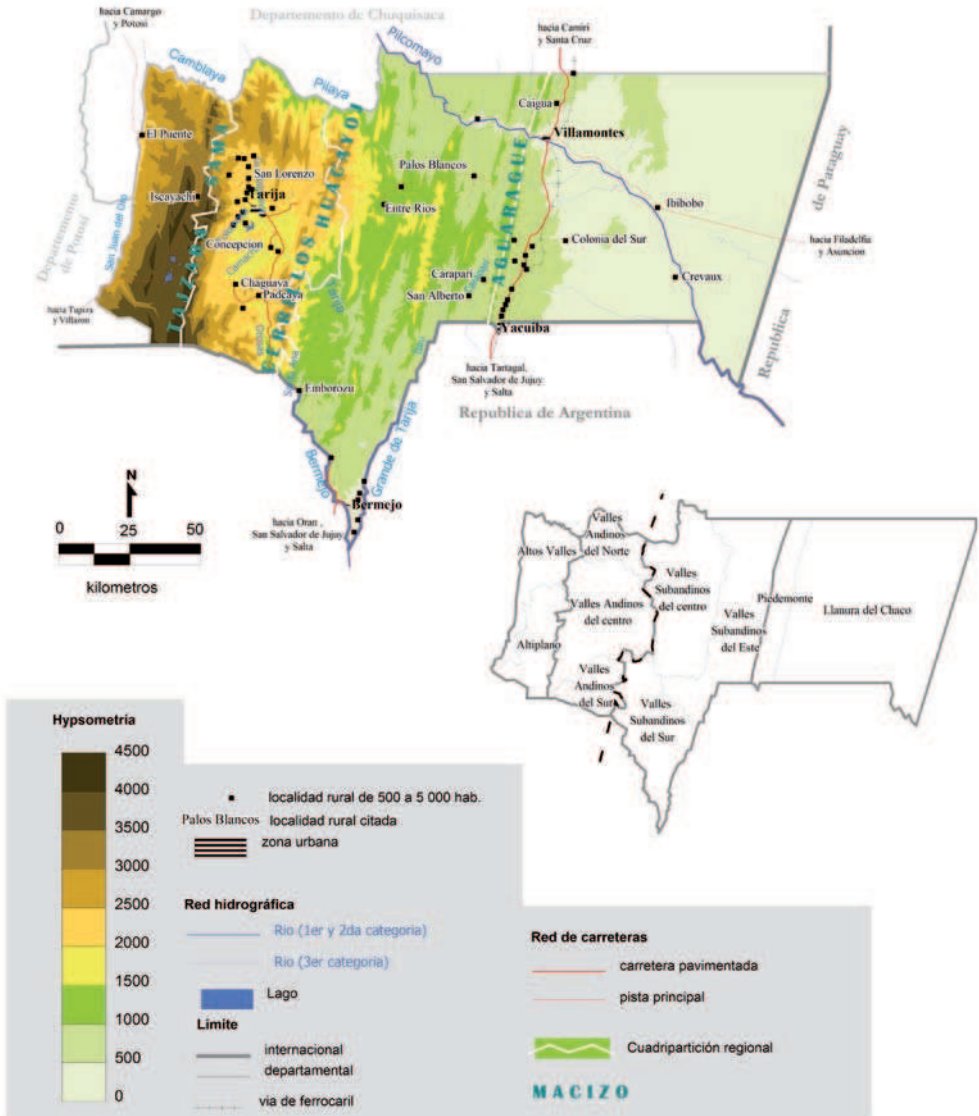 Departamento de Chuquisaca
hacia Camargo
y Potosi
hacia Camiri
y Santa Cruz
Pilcomayo
Camblaya
Pilaya
Caigua
El Puente
Villamontes
San Lorenzo
Palos Blancos
Tarija
Iscayachi
Entre Rios
Ibibobo
Concepcion
Colonia del Sur
Camacho
hacia Filadelfia
y Asuncion
Carapari
Crevaux
Chaguaya
Padcaya
San Alberto
Yacuiba
TAJZARA SAMA
BERMEJOS HUACAYOJ
AGUARAGUE
Departamento
de Potosi
San Juan del Oro
Tarija
hacia Tupiza
y Villazon
Republica
de Paraguay
hacia Tartagal,
San Salvador de Jujuy
y Salta
Emborozu
Republica de Argentina
Bermejo
Grande de Tarija
Bermejo
hacia Oran ,
San Salvador de Jujuy
y Salta
N
0 25 50
kilometros
Valles
Andinos
del Norte
Altos Valles
Valles
Subandinos
del centro
Valles Andinos
del centro
Piedemonte
Llanura del Chaco
Valles
Subandinos
del Este
Altiplano
Valles
Andinos
del Sur
Valles
Subandinos
del Sur
Hypsometría
4500
4000
3500
3000
2500
2000
1500
1000
500
0
localidad rural de 500 a 5 000 hab.
Palos Blancos localidad rural citada
zona urbana
Red hidrográfica
Rio (1er y 2da categoria)
Rio (3er categoria)
Lago
Limite
internacional
departamental
via de ferrocaril
Red de carreteras
carretera pavimentada
pista principal
Cuadripartición regional
MACIZO